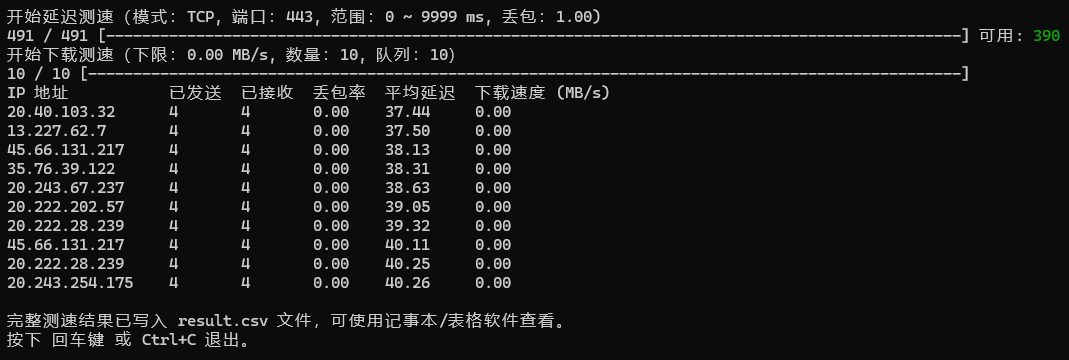 开始延迟测速（模式：TCP, 端口：443, 范围：0 ~ 9999 ms, 丢包：1.00)
491 / 491 [-----------------------------------------------------------------------------------------------] 可用: 390
开始下载测速（下限：0.00 MB/s, 数量：10, 队列：10）
10 / 10 [-------------------------------------------------------------------------------------------------]
IP 地址 已发送 已接收 丢包率 平均延迟 下载速度 (MB/s)
20.40.103.32 4 4 0.00 37.44 0.00
13.227.62.7 4 4 0.00 37.50 0.00
45.66.131.217 4 4 0.00 38.13 0.00
35.76.39.122 4 4 0.00 38.31 0.00
20.243.67.237 4 4 0.00 38.63 0.00
20.222.202.57 4 4 0.00 39.05 0.00
20.222.28.239 4 4 0.00 39.32 0.00
45.66.131.217 4 4 0.00 40.11 0.00
20.222.28.239 4 4 0.00 40.25 0.00
20.243.254.175 4 4 0.00 40.26 0.00
完整测速结果已写入 result.csv 文件，可使用记事本/表格软件查看。
按下 回车键 或 Ctrl+C 退出。